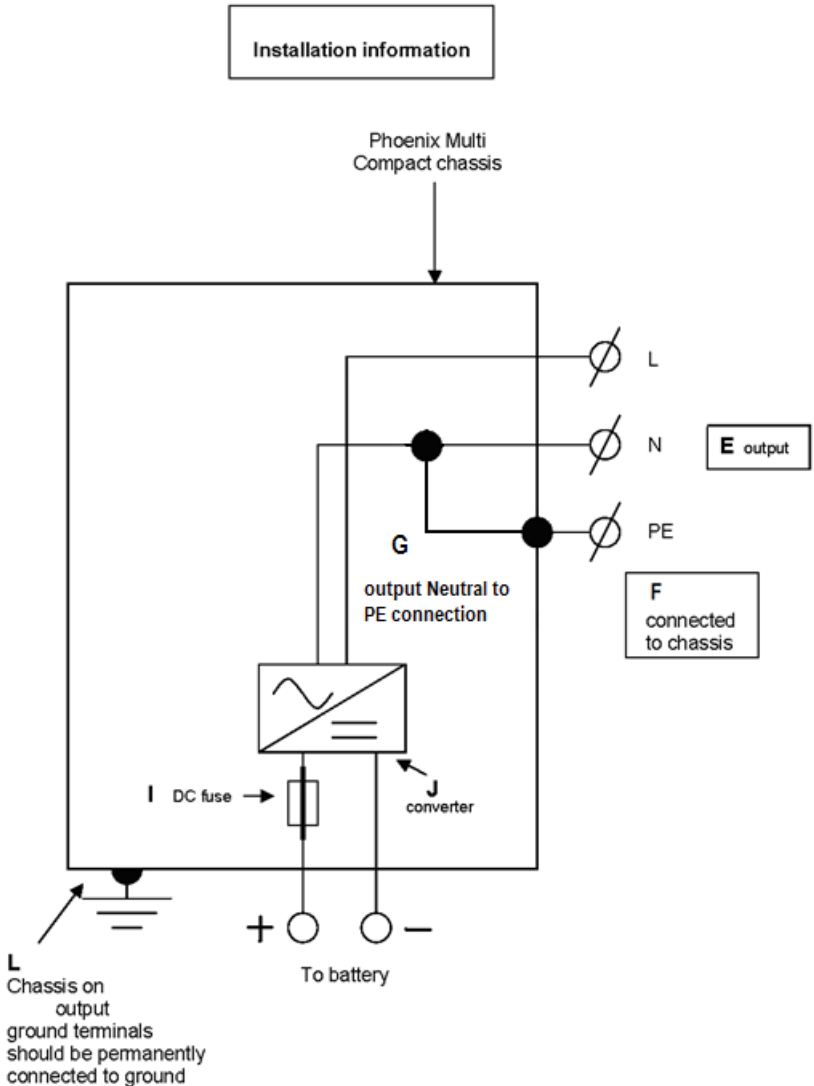 Installation information
Phoenix Multi
Compact chassis
L
N
E output
PE
G
output Neutral to
PE connection
F
connected
to chassis
I DC fuse
J
converter
+
−
To battery
L
Chassis on
output
ground terminals
should be permanently
connected to ground